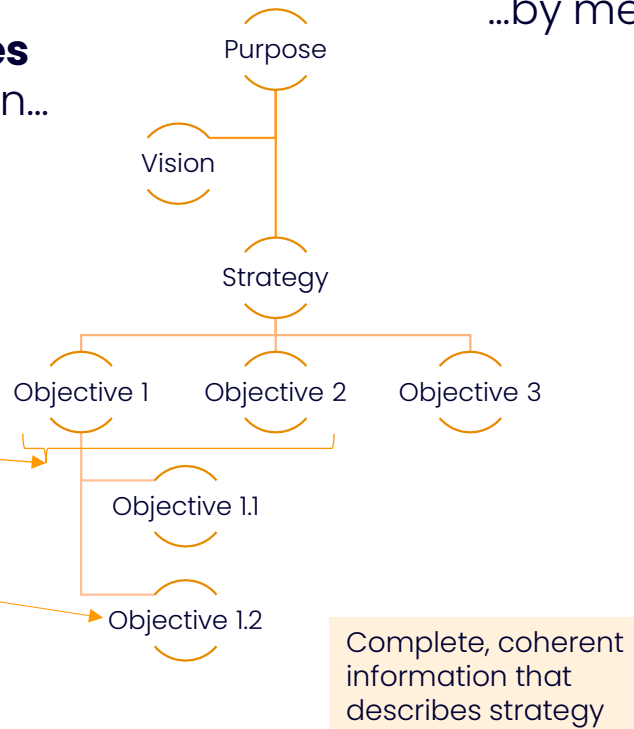 ...by me
Purpose
es
n...
Vision
Strategy
Objective 1
Objective 2
Objective 3
Objective 1.1
Objective 1.2
Complete, coherent
information that
describes strategy